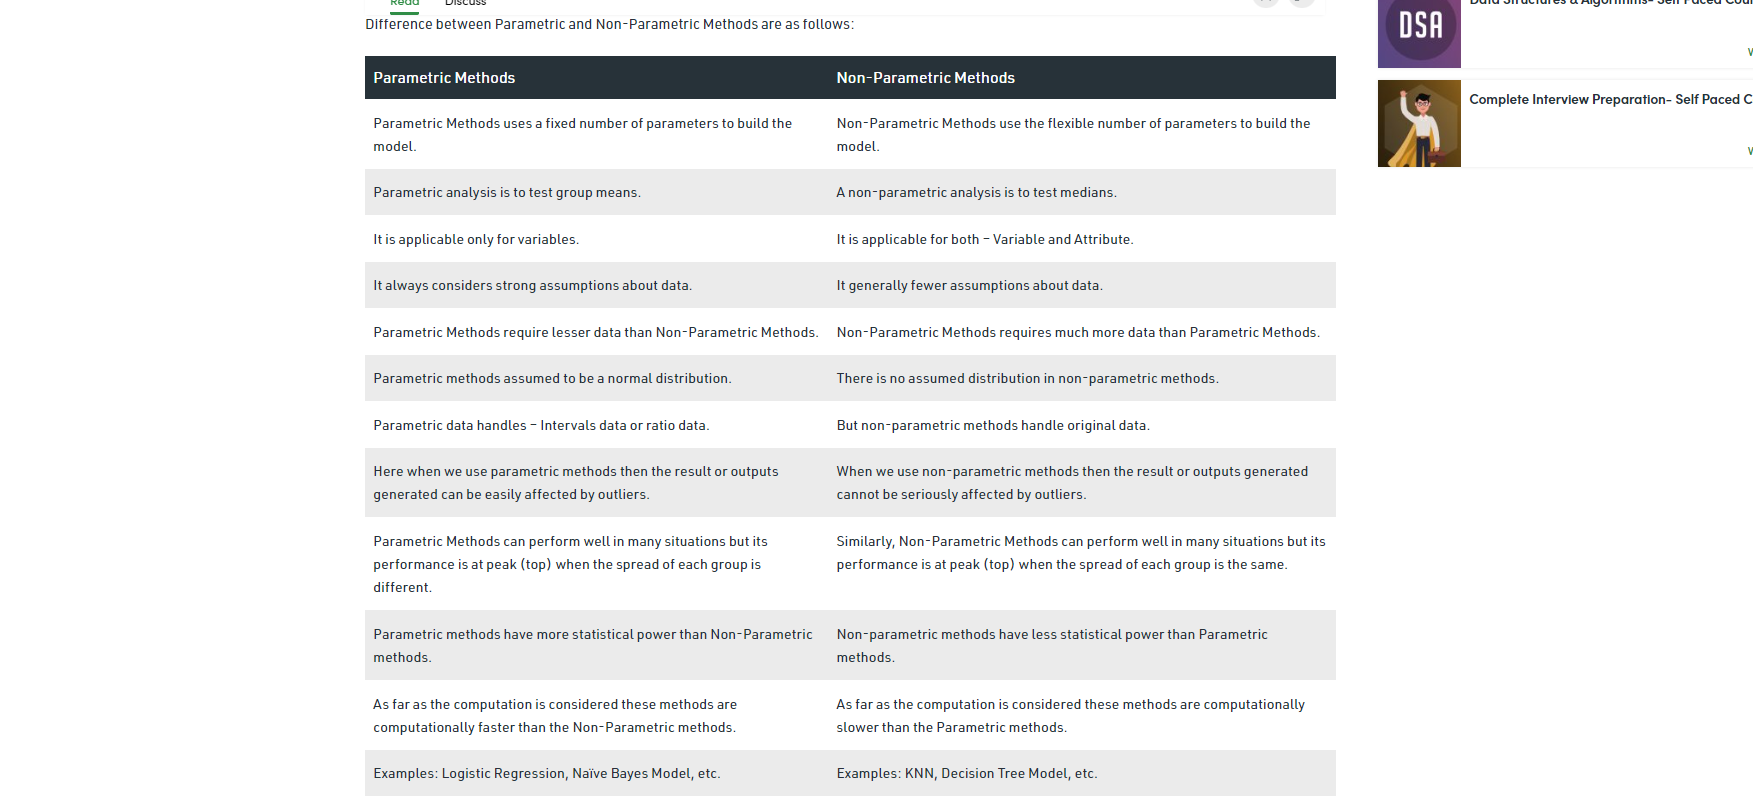 Read Discuss
Difference between Parametric and Non-Parametric Methods are as follows:
Parametric Methods Non-Parametric Methods
Parametric Methods uses a fixed number of parameters to build the
model.
Non-Parametric Methods use the flexible number of parameters to build the
model.
Parametric analysis is to test group means.
A non-parametric analysis is to test medians.
It is applicable only for variables.
It is applicable for both – Variable and Attribute.
It always considers strong assumptions about data.
It generally fewer assumptions about data.
Parametric Methods require lesser data than Non-Parametric Methods.
Non-Parametric Methods requires much more data than Parametric Methods.
Parametric methods assumed to be a normal distribution.
There is no assumed distribution in non-parametric methods.
Parametric data handles – Intervals data or ratio data.
But non-parametric methods handle original data.
Here when we use parametric methods then the result or outputs
generated can be easily affected by outliers.
When we use non-parametric methods then the result or outputs generated
cannot be seriously affected by outliers.
Parametric Methods can perform well in many situations but its
performance is at peak (top) when the spread of each group is
different.
Similarly, Non-Parametric Methods can perform well in many situations but its
performance is at peak (top) when the spread of each group is the same.
Parametric methods have more statistical power than Non-Parametric
methods.
Non-parametric methods have less statistical power than Parametric
methods.
As far as the computation is considered these methods are
computationally faster than the Non-Parametric methods.
As far as the computation is considered these methods are computationally
slower than the Parametric methods.
Examples: Logistic Regression, Naïve Bayes Model, etc.
Examples: KNN, Decision Tree Model, etc.
DSA
Data Structures & Algorithms- Self Paced
Complete Interview Preparation- Self Paced C